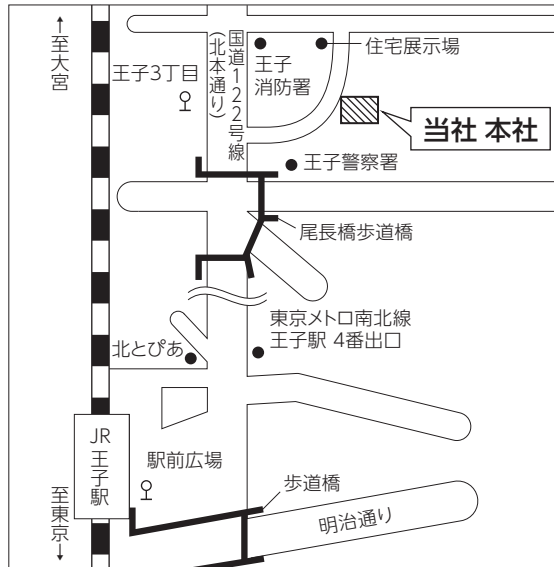 ↑至大宮
王子3丁目
国道122号線
(北本通り)
王子
消防署
住宅展示場
当社 本社
王子警察署
尾長橋歩道橋
東京メトロ南北線
王子駅 4番出口
北とぴあ
JR
王子駅
駅前広場
歩道橋
明治通り
至東京↓